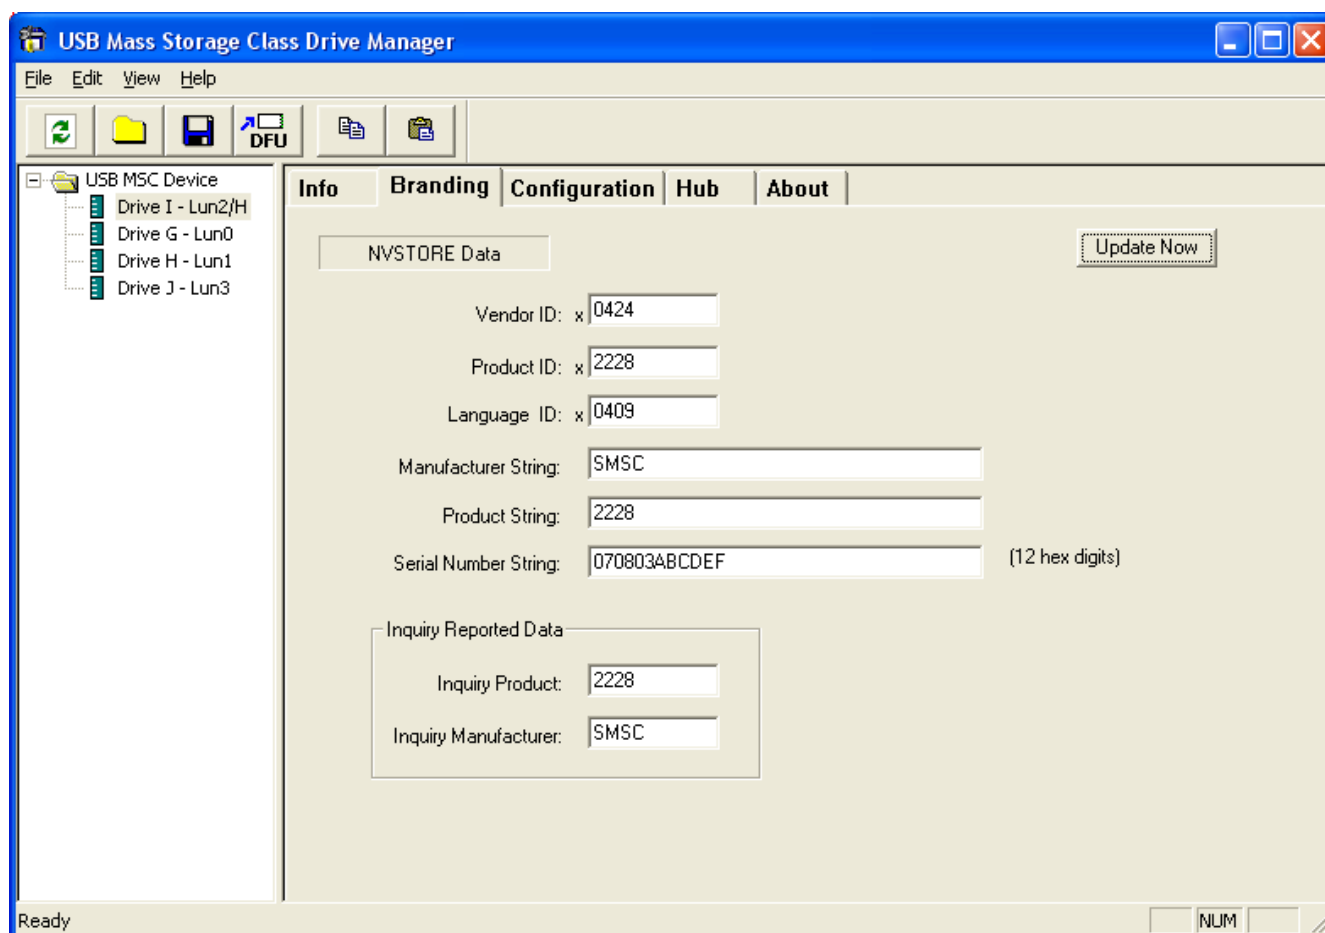 USB Mass Storage Class Drive Manager
File Edit View Help
DFU
USB MSC Device
Drive I - Lun2/H
Drive G - Lun0
Drive H - Lun1
Drive J - Lun3
Info Branding Configuration Hub About
NVSTORE Data
Update Now
Vendor ID: x 0424
Product ID: x 2228
Language ID: x 0409
Manufacturer String: SMSC
Product String: 2228
Serial Number String: 070803ABCDEF (12 hex digits)
Inquiry Reported Data
Inquiry Product: 2228
Inquiry Manufacturer: SMSC
Ready NUM